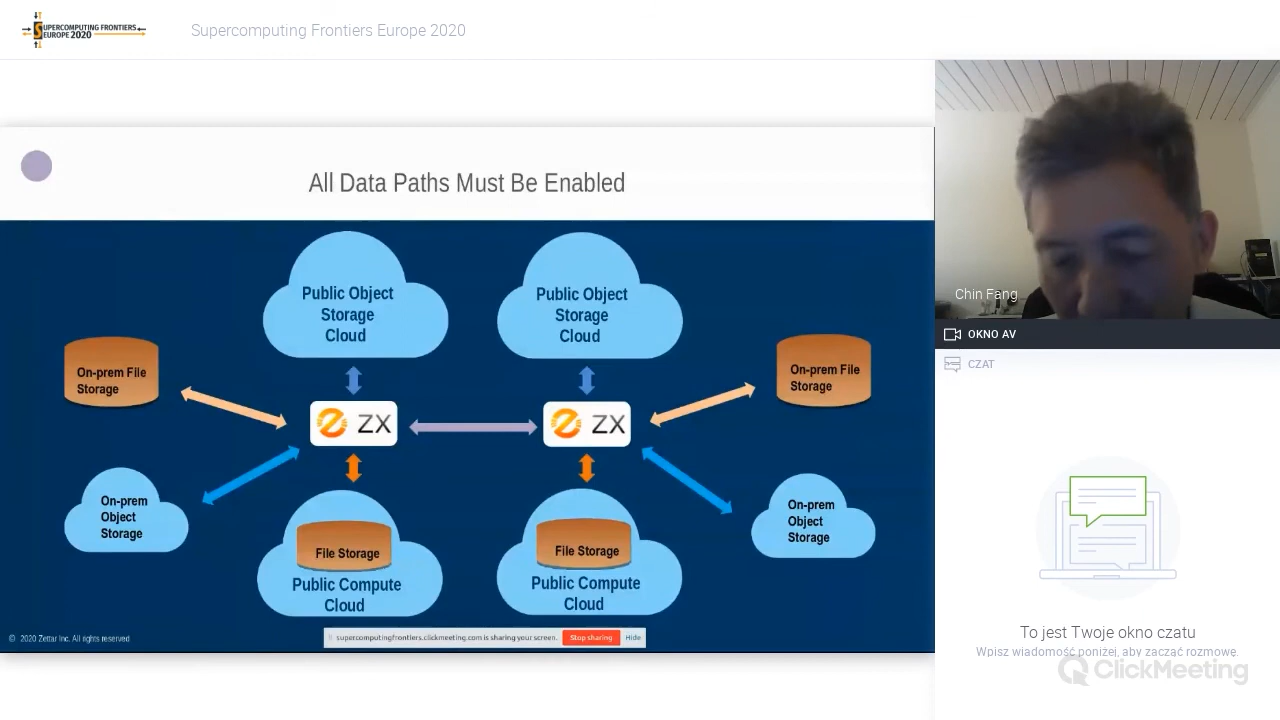 SUPERCOMPUTING FRONTIERS
EUROPE 2020
Supercomputing Frontiers Europe 2020
All Data Paths Must Be Enabled
Public Object
Storage
Cloud
Public Object
Storage
Cloud
On-prem File
Storage
On-prem File
Storage
ZX
ZX
On-prem
Object
Storage
On-prem
Object
Storage
File Storage
Public Compute
Cloud
File Storage
Public Compute
Cloud
© 2020 Zettar Inc. All rights reserved
supercomputingfrontiers.clickmeeting.com is sharing your screen. Stop sharing Hide
Chin Fang
OKNO AV
CZAT
To jest Twoje okno czatu
Wpisz wiadomość poniżej, aby zacząć rozmowę.
ClickMeeting